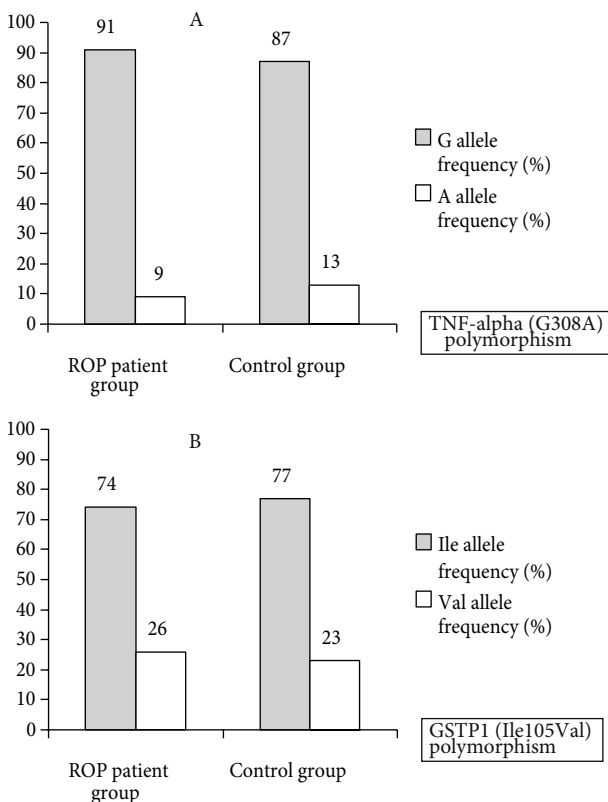 A
100
90
80
70
60
50
40
30
20
10
0
91
9
87
13
ROP patient
group
Control group
G allele
frequency (%)
A allele
frequency (%)
TNF-alpha (G308A)
polymorphism
B
100
90
80
70
60
50
40
30
20
10
0
74
26
77
23
ROP patient
group
Control group
Ile allele
frequency (%)
Val allele
frequency (%)
GSTP1 (Ile105Val)
polymorphism